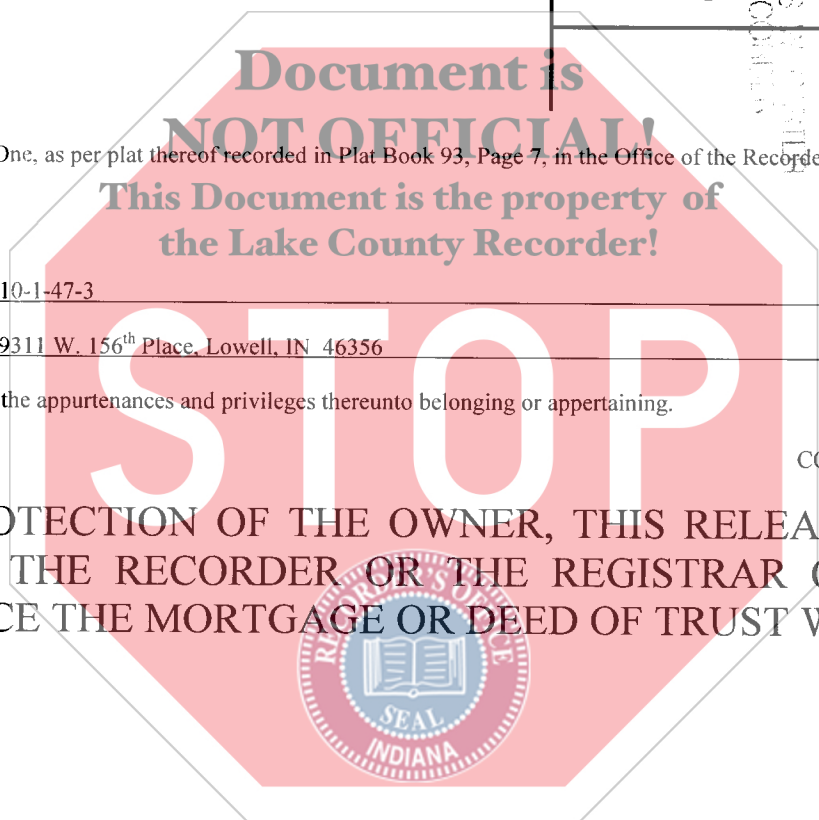 Document is
NOT OFFICIAL!
One, as per plat thereof recorded in Plat Book 93, Page 7, in the Office of the Recorde
This Document is the property of
the Lake County Recorder!
10-1-47-3
9311 W. 156th Place, Lowell, IN 46356
STOP
the appurtenances and privileges thereunto belonging or appertaining.
CO
OTECTION OF THE OWNER, THIS RELEA
THE RECORDER OR THE REGISTRAR
CE THE MORTGAGE OR DEED OF TRUST W
RECORDER'S OFFICE
SEAL
INDIANA